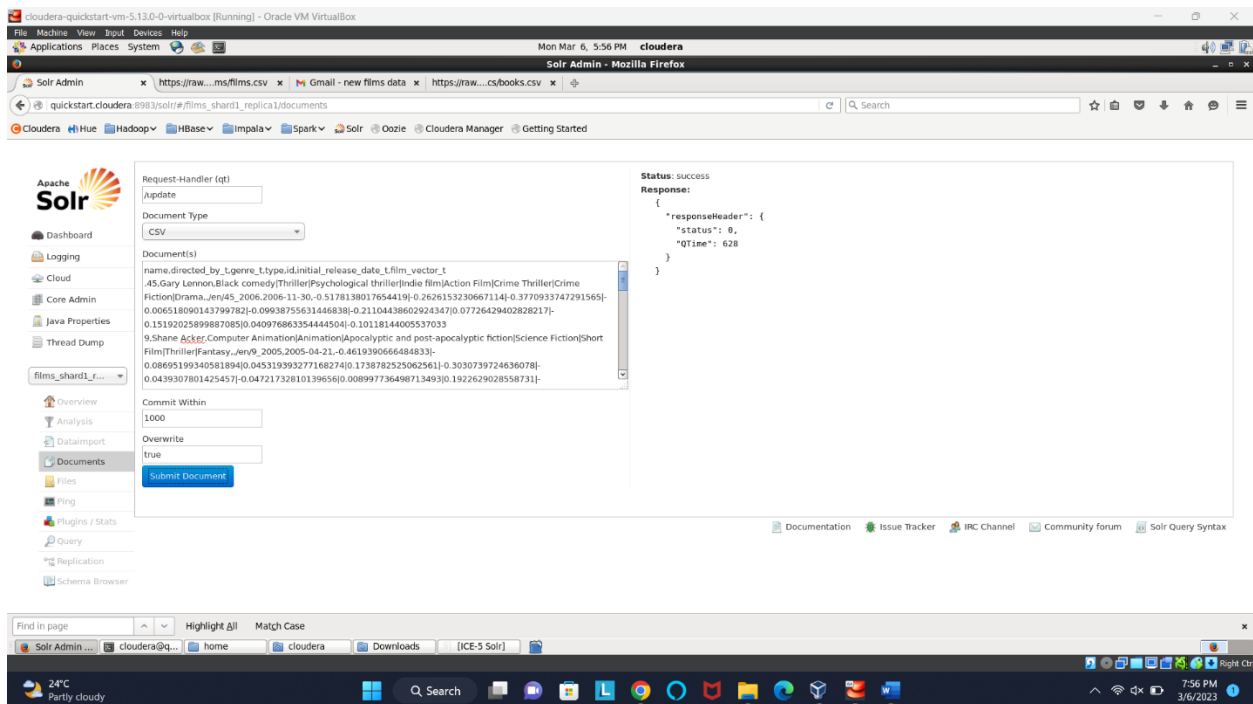 cloudera-quickstart-vm-5.13.0-0-virtualbox [Running] - Oracle VM VirtualBox
File Machine View Input Devices Help
Applications Places System Mon Mar 6, 5:56 PM cloudera
Solr Admin - Mozilla Firefox
Solr Admin https://raw....ms/films.csv Gmail - new films data https://raw....cs/books.csv
quickstart.cloudera:8983/solr/#/films_shard1_replica1/documents Search
Cloudera Hue Hadoop HBase Impala Spark Solr Oozie Cloudera Manager Getting Started
Apache
Solr
Dashboard
Logging
Cloud
Core Admin
Java Properties
Thread Dump
films_shard1_r...
Overview
Analysis
Dataimport
Documents
Files
Ping
Plugins / Stats
Query
Replication
Schema Browser
Request-Handler (qt)
/update
Document Type
CSV
Document(s)
name,directed_by_t,genre_t,type,id,initial_release_date_t,film_vector_t
.45,Gary Lennon,Black comedy|Thriller|Psychological thriller|Indie film|Action Film|Crime Thriller|Crime
Fiction|Drama,,/en/45_2006,2006-11-30,-0.5178138017654419|-0.2626153230667114|-0.3770933747291565|-
0.006518090143799782|-0.09938755631446838|-0.21104438602924347|0.07726429402828217|-
0.15192025899887085|0.040976863354444504|-0.10118144005537033
9,Shane Acker,Computer Animation|Animation|Apocalyptic and post-apocalyptic fiction|Science Fiction|Short
Film|Thriller|Fantasy,,/en/9_2005,2005-04-21,-0.4619390666484833|-
0.08695199340581894|0.045319393277168274|0.1738782525062561|-0.3030739724636078|-
0.0439307801425457|-0.04721732810139656|0.008997736498713493|0.1922629028558731|-
Commit Within
1000
Overwrite
true
Submit Document
Status: success
Response:
{
"responseHeader": {
"status": 0,
"QTime": 628
}
}
Documentation Issue Tracker IRC Channel Community forum Solr Query Syntax
Find in page Highlight All Match Case
Solr Admin ... cloudera@q... home cloudera Downloads [ICE-5 Solr]
Right Ctr
24°C
Partly cloudy
Search
7:56 PM
3/6/2023